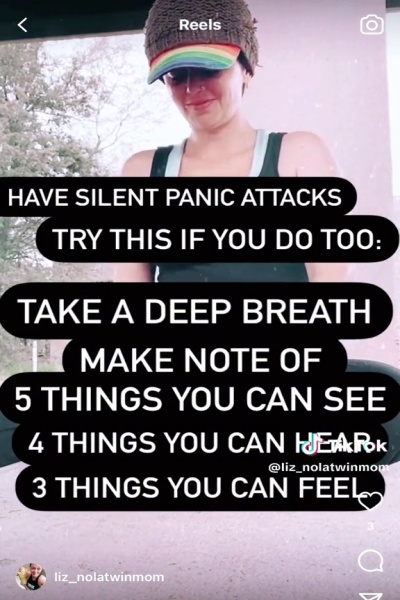 Reels
HAVE SILENT PANIC ATTACKS
TRY THIS IF YOU DO TOO:
TAKE A DEEP BREATH
MAKE NOTE OF
5 THINGS YOU CAN SEE
4 THINGS YOU CAN HEAR
TikTok
@liz_nolatwinmom
3 THINGS YOU CAN FEEL
3
liz_nolatwinmom